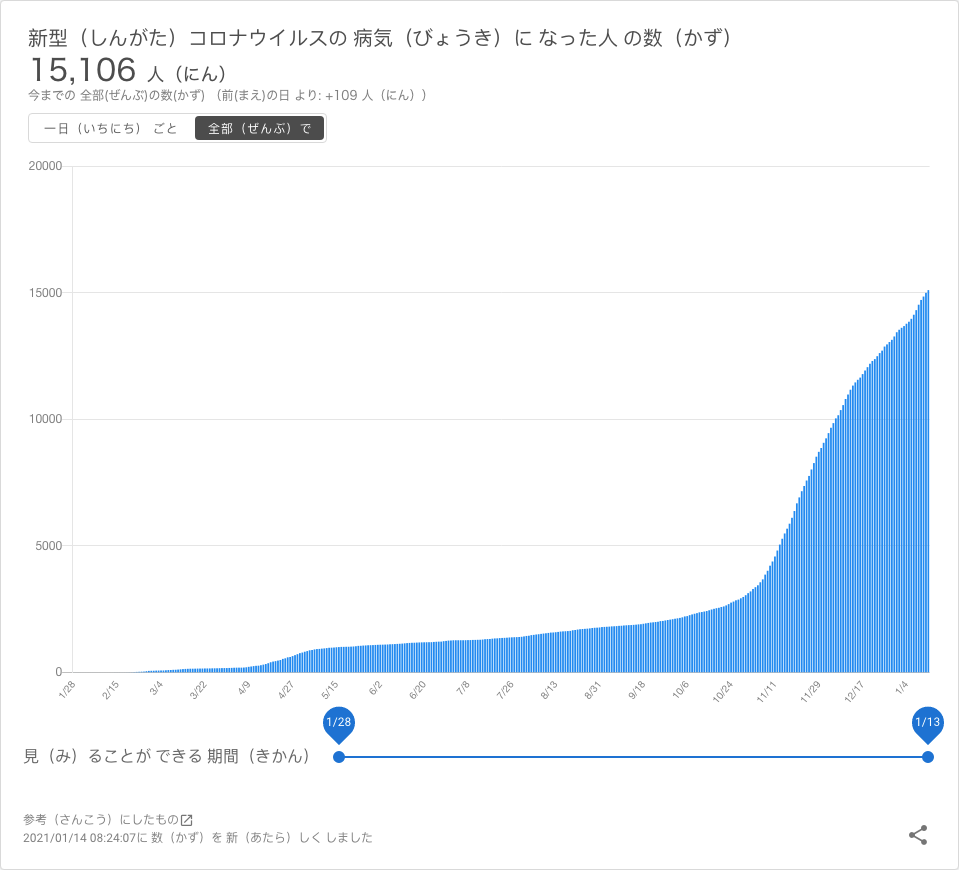 新型（しんがた）コロナウイルスの 病気（びょうき）に なった人 の数（かず）
15,106 人（にん）
今までの 全部(ぜんぶ)の数(かず) （前(まえ)の日 より: +109 人（にん））
一日（いちにち） ごと 全部（ぜんぶ）で
20000
15000
10000
5000
0
1/28 2/15 3/4 3/22 4/9 4/27 5/15 6/2 6/20 7/8 7/26 8/13 8/31 9/18 10/6 10/24 11/11 11/29 12/17 1/4
1/28 1/13
見（み）ることが できる 期間（きかん）
参考（さんこう）にしたもの
2021/01/14 08:24:07に 数（かず）を 新（あたら）しく しました